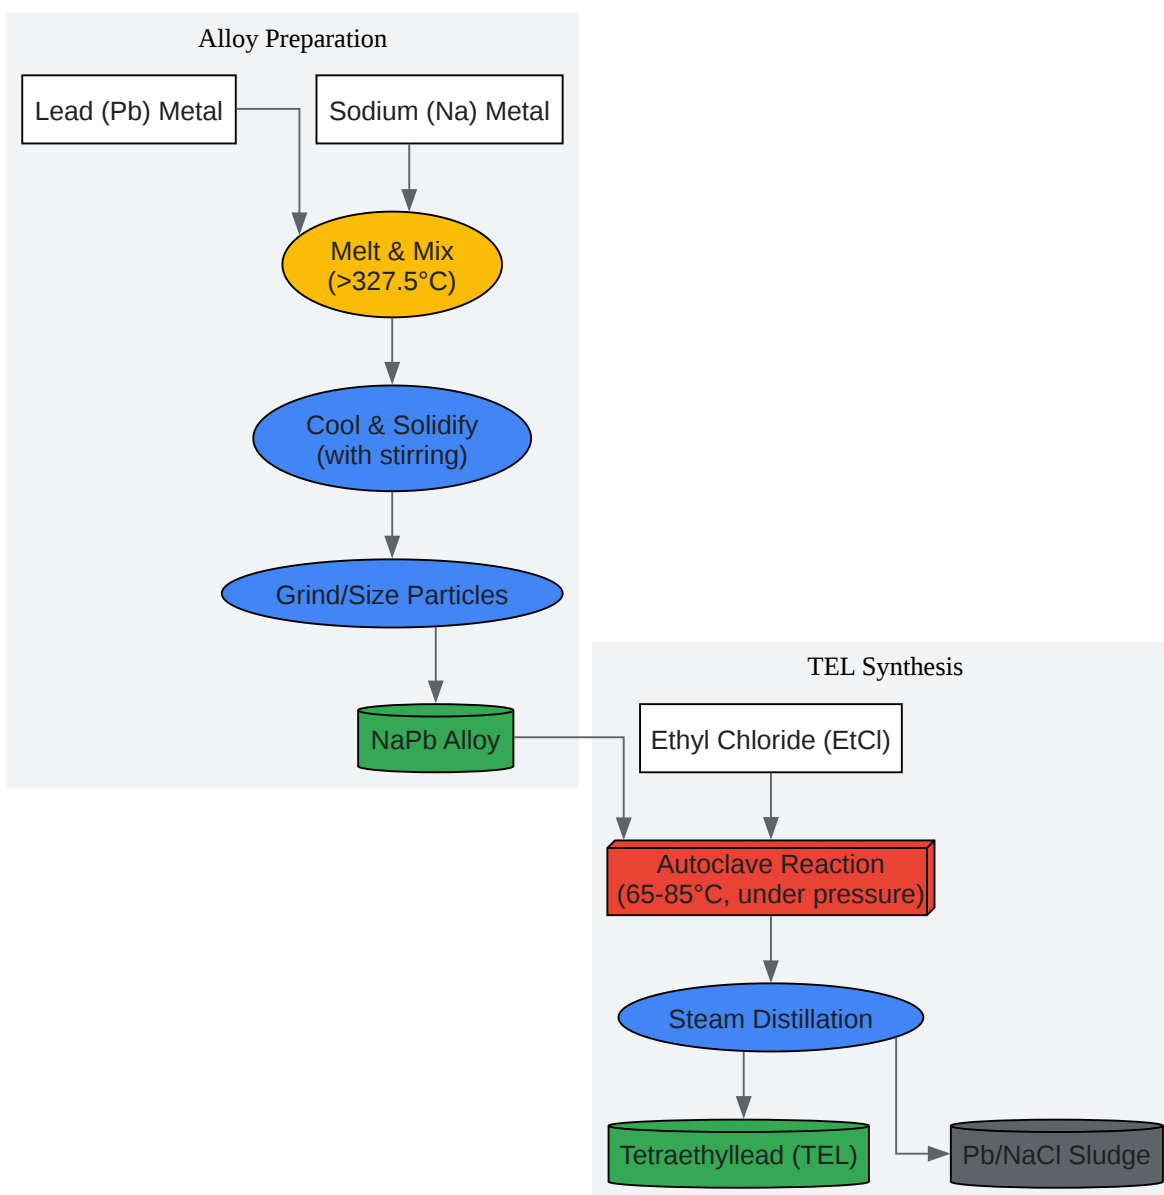 Alloy Preparation
Lead (Pb) Metal
Sodium (Na) Metal
Melt & Mix
(>327.5°C)
Cool & Solidify
(with stirring)
Grind/Size Particles
NaPb Alloy
TEL Synthesis
Ethyl Chloride (EtCl)
Autoclave Reaction
(65-85°C, under pressure)
Steam Distillation
Tetraethyllead (TEL)
Pb/NaCl Sludge